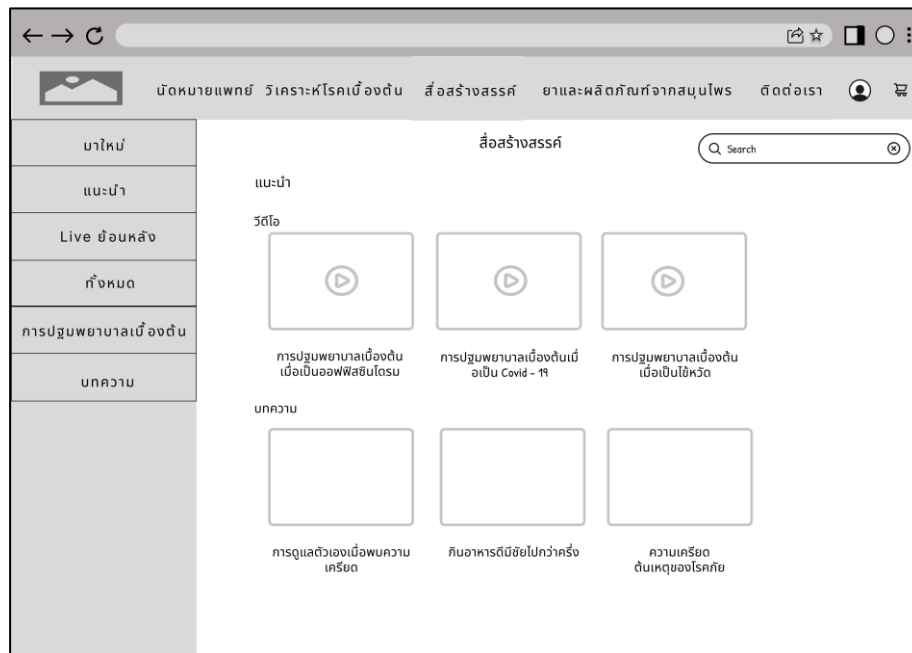 นัดหมายแพทย์ วิเคราะห์โรคเบื้องต้น สื่อสร้างสรรค์ ยาและผลิตภัณฑ์จากสมุนไพร ติดต่อเรา
มาใหม่
แนะนำ
Live ย้อนหลัง
ทั้งหมด
การปฐมพยาบาลเบื้องต้น
บทความ
สื่อสร้างสรรค์
Search
แนะนำ
วีดีโอ
การปฐมพยาบาลเบื้องต้น
เมื่อเป็นออฟฟิสซินโดรม
การปฐมพยาบาลเบื้องต้นเมื่
อเป็น Covid - 19
การปฐมพยาบาลเบื้องต้น
เมื่อเป็นไข้หวัด
บทความ
การดูแลตัวเองเมื่อพบความ
เครียด
กินอาหารดีมีชัยไปกว่าครึ่ง
ความเครียด
ต้นเหตุของโรคภัย